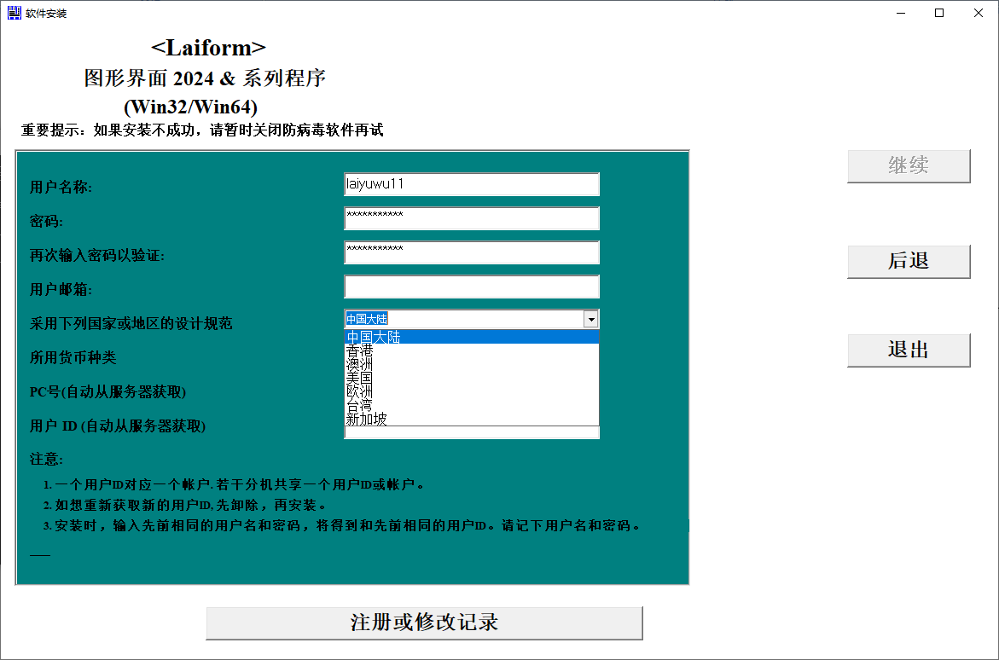 软件安装
<Laiform>
图形界面 2024 & 系列程序
(Win32/Win64)
重要提示：如果安装不成功，请暂时关闭防病毒软件再试
用户名称: laiyuwu11
继续
密码: ***********
再次输入密码以验证: ***********
后退
用户邮箱:
采用下列国家或地区的设计规范 中国大陆
中国大陆
香港
退出
所用货币种类
澳洲
美国
PC号(自动从服务器获取)
欧洲
台湾
用户 ID (自动从服务器获取)
新加坡
注意:
1. 一个用户ID对应一个帐户.若干分机共享一个用户ID或帐户。
2. 如想重新获取新的用户ID,先卸除，再安装。
3. 安装时，输入先前相同的用户名和密码，将得到和先前相同的用户ID。请记下用户名和密码。
注册或修改记录